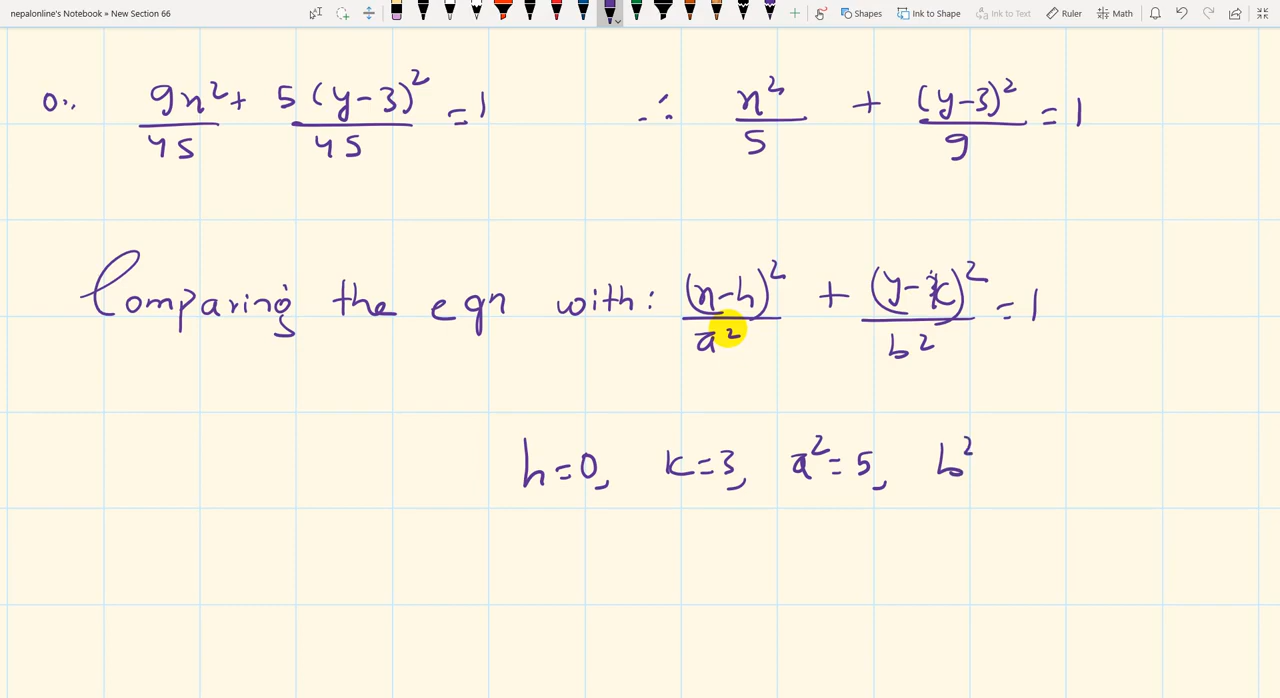 nepalonline's Notebook » New Section 66
Shapes Ink to Shape Ink to Text Ruler Math
or, 9x²/45 + 5(y-3)²/45 = 1 ∴ x²/5 + (y-3)²/9 = 1
Comparing the eqn with: (x-h)²/a² + (y-k)²/b² = 1
h=0, k=3, a²=5, b²